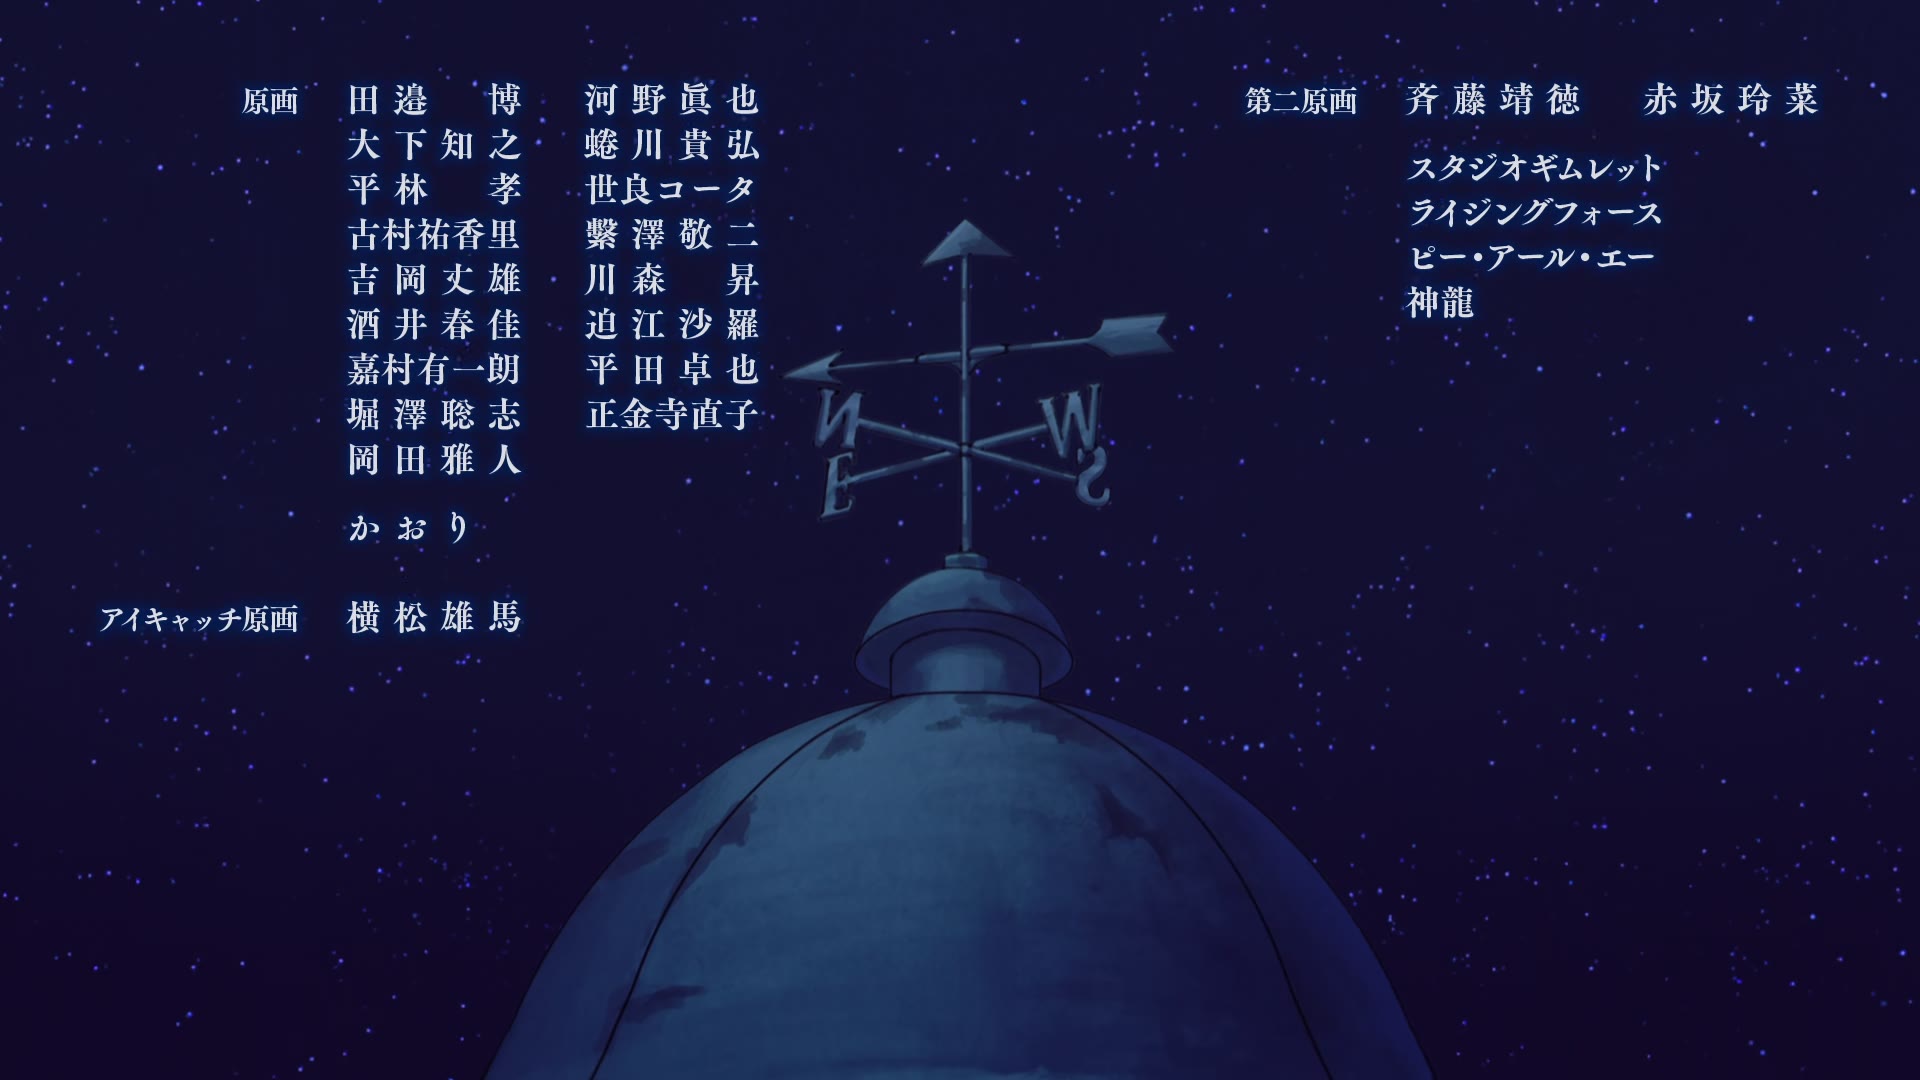 原画 田邉 博 河野眞也
大下知之 蜷川貴弘
平林 孝 世良コータ
古村祐香里 繫澤敬二
吉岡丈雄 川森 昇
酒井春佳 迫江沙羅
嘉村有一朗 平田卓也
堀澤聡志 正金寺直子
岡田雅人
かおり
アイキャッチ原画 横松雄馬
第二原画 斉藤靖徳 赤坂玲菜
スタジオギムレット
ライジングフォース
ピー・アール・エー
神龍
N
W
E
S